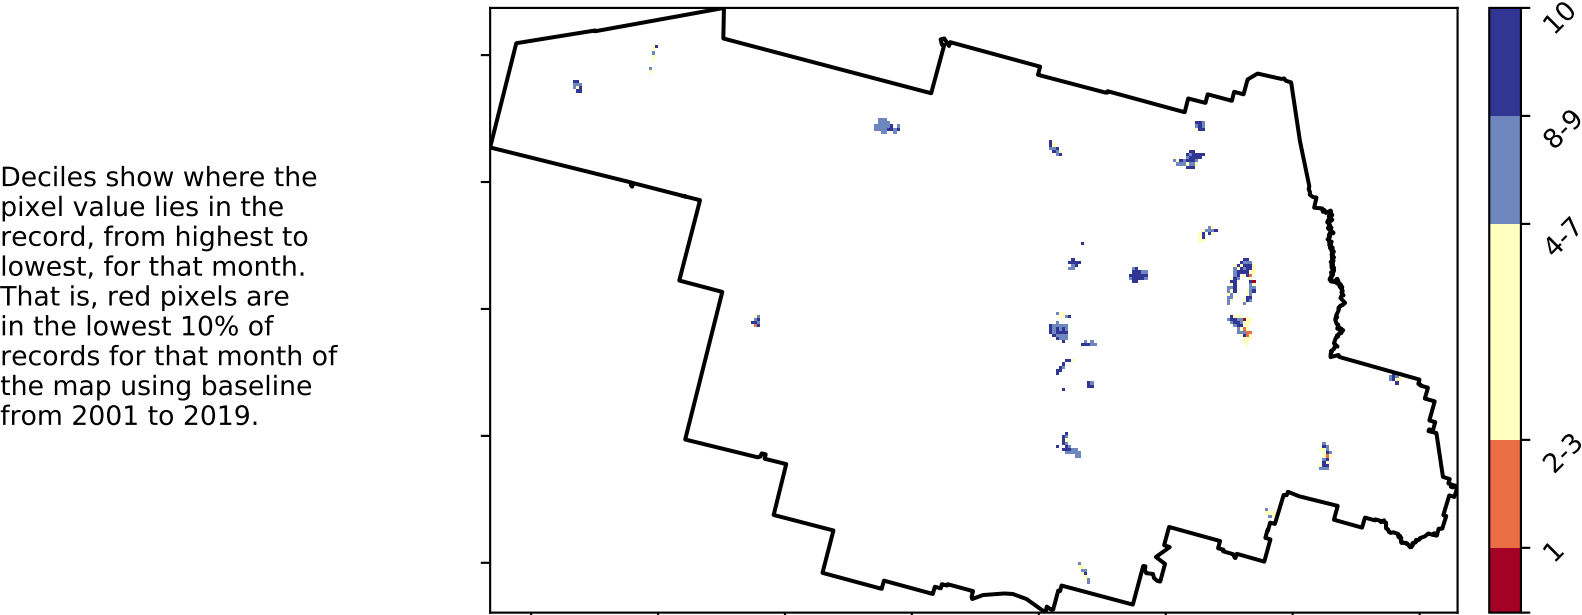 Deciles show where the
pixel value lies in the
record, from highest to
lowest, for that month.
That is, red pixels are
in the lowest 10% of
records for that month of
the map using baseline
from 2001 to 2019.
10
8-9
4-7
2-3
1